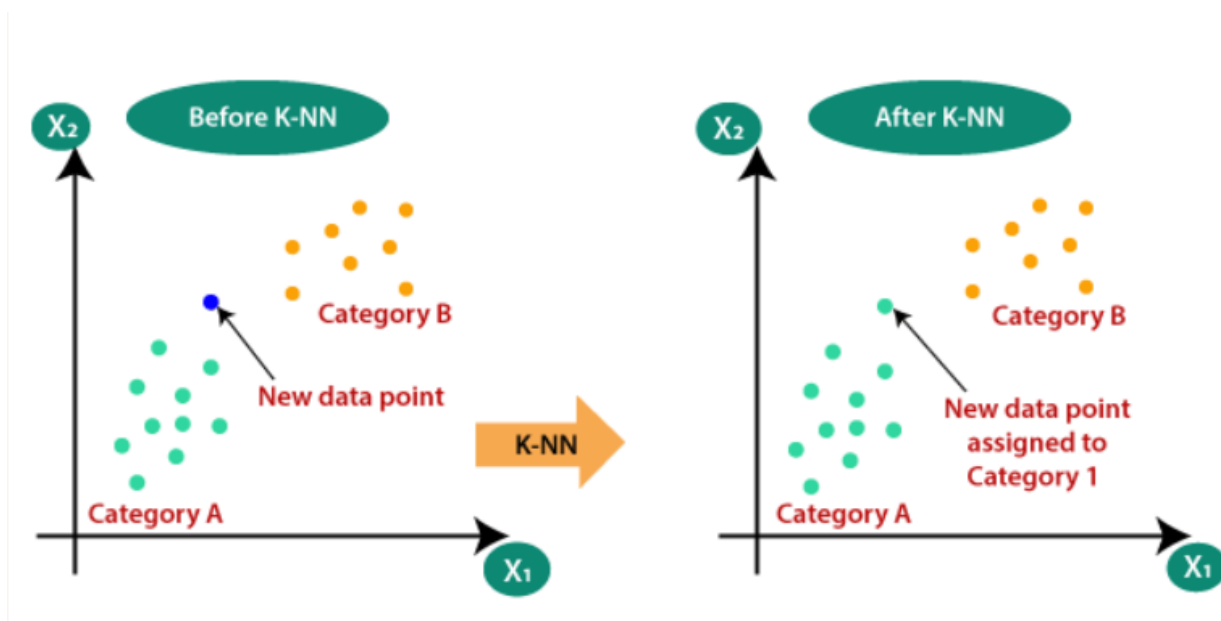 Before K-NN
X₂
Category B
New data point
Category A
X₁
K-NN
After K-NN
X₂
Category B
New data point
assigned to
Category 1
Category A
X₁